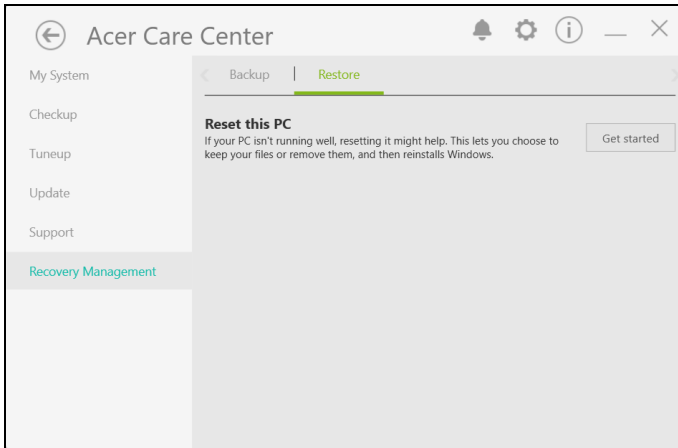 Acer Care Center
My System
Backup
Restore
Checkup
Reset this PC
If your PC isn't running well, resetting it might help. This lets you choose to
keep your files or remove them, and then reinstalls Windows.
Get started
Tuneup
Update
Support
Recovery Management